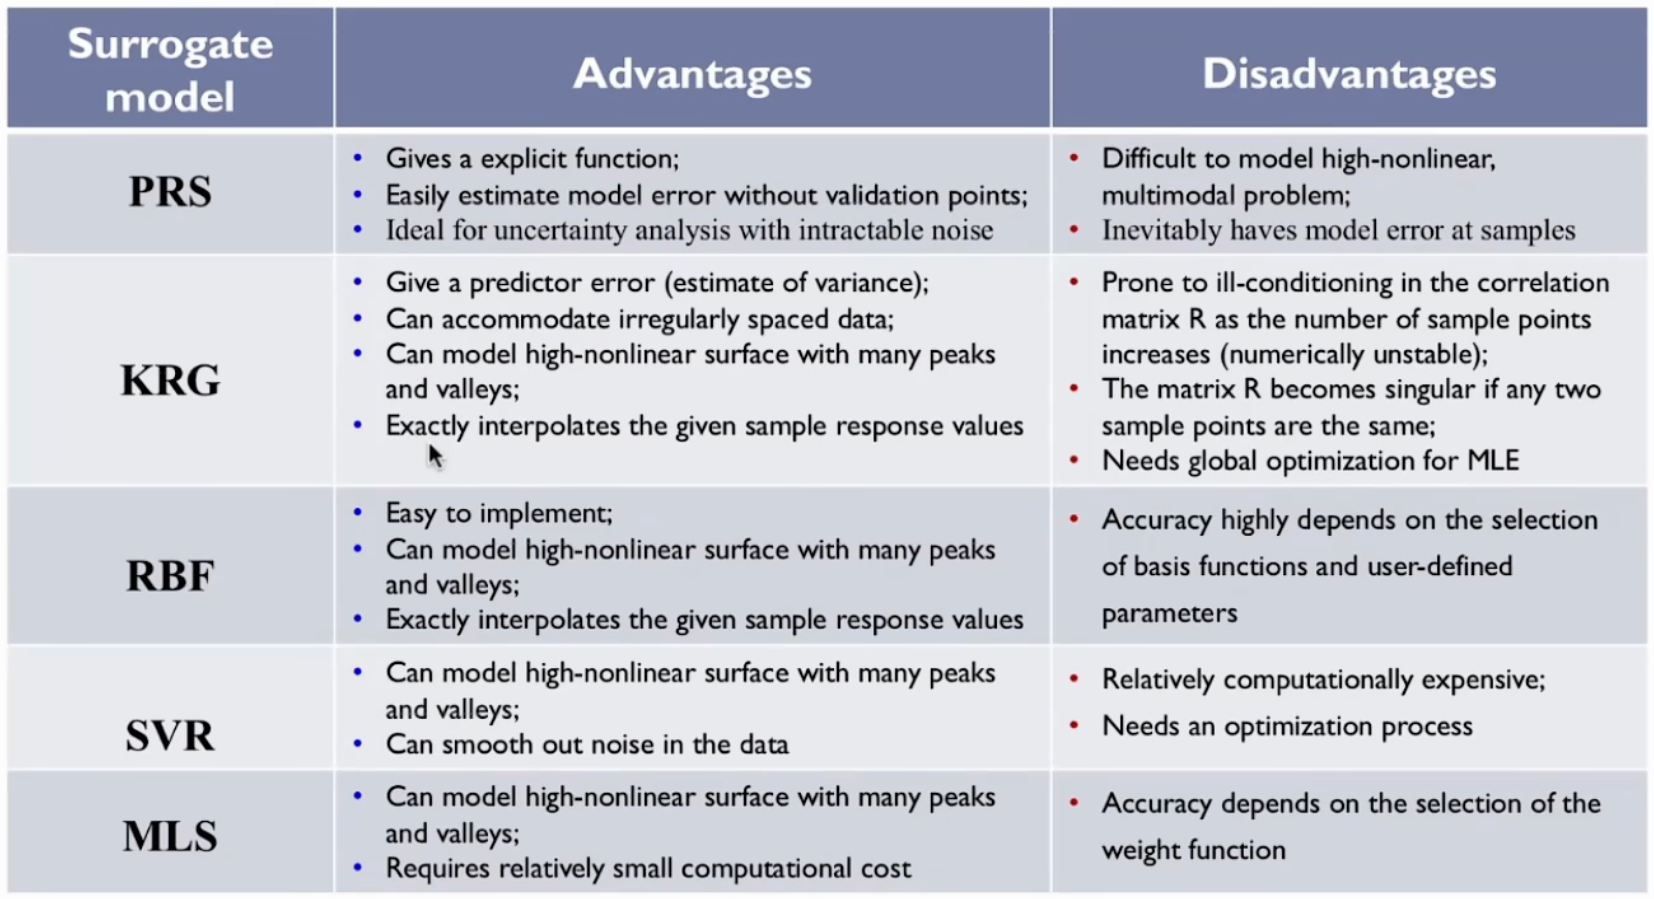 Surrogate
model
Advantages
Disadvantages
PRS
• Gives a explicit function;
• Easily estimate model error without validation points;
• Ideal for uncertainty analysis with intractable noise
• Difficult to model high-nonlinear,
multimodal problem;
• Inevitably haves model error at samples
KRG
• Give a predictor error (estimate of variance);
• Can accommodate irregularly spaced data;
• Can model high-nonlinear surface with many peaks
and valleys;
• Exactly interpolates the given sample response values
• Prone to ill-conditioning in the correlation
matrix R as the number of sample points
increases (numerically unstable);
• The matrix R becomes singular if any two
sample points are the same;
• Needs global optimization for MLE
RBF
• Easy to implement;
• Can model high-nonlinear surface with many peaks
and valleys;
• Exactly interpolates the given sample response values
• Accuracy highly depends on the selection
of basis functions and user-defined
parameters
SVR
• Can model high-nonlinear surface with many peaks
and valleys;
• Can smooth out noise in the data
• Relatively computationally expensive;
• Needs an optimization process
MLS
• Can model high-nonlinear surface with many peaks
and valleys;
• Requires relatively small computational cost
• Accuracy depends on the selection of the
weight function